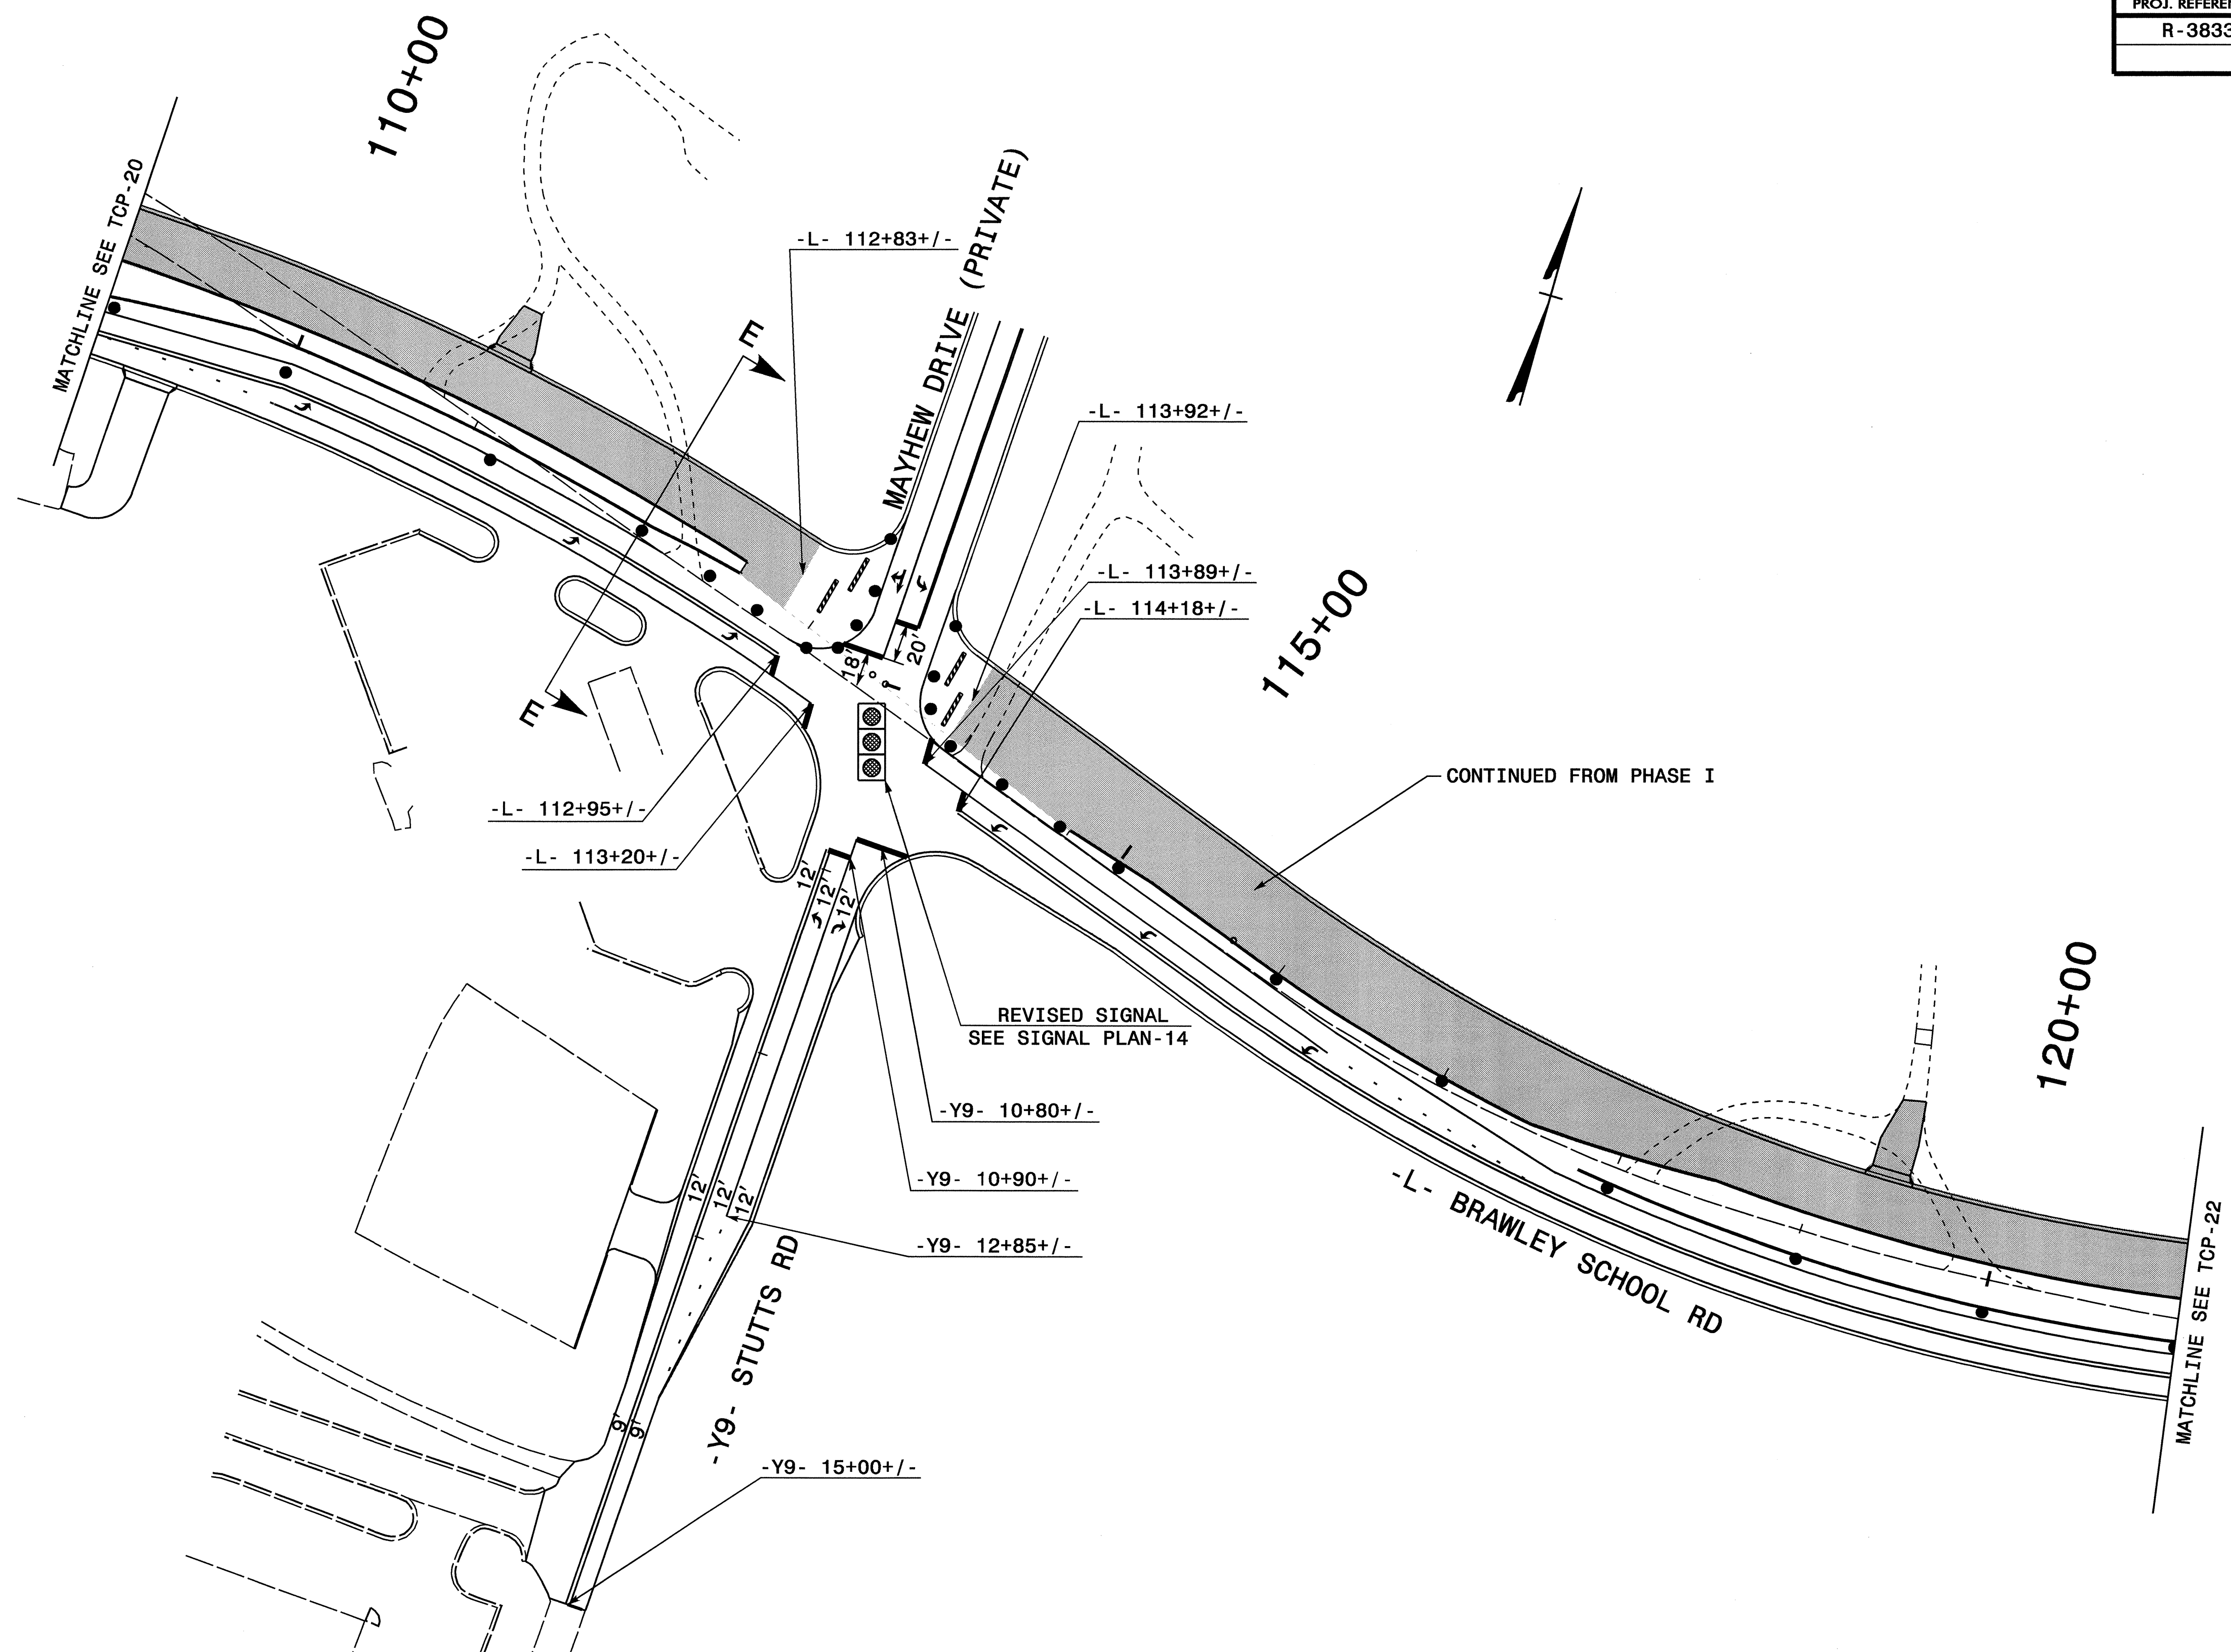 PROJ. REFEREN
R-3833
110+00
MATCHLINE SEE TCP-20
-L- 112+83+/-
MAYHEW DRIVE (PRIVATE)
E
-L- 113+92+/-
-L- 113+89+/-
-L- 114+18+/-
20'
18'
115+00
E
CONTINUED FROM PHASE I
-L- 112+95+/-
-L- 113+20+/-
12'
12'
12'
120+00
REVISED SIGNAL
SEE SIGNAL PLAN-14
-Y9- 10+80+/-
-Y9- 10+90+/-
12'
12'
12'
-Y9- 12+85+/-
-L- BRAWLEY SCHOOL RD
MATCHLINE SEE TCP-22
-Y9- STUTTS RD
9'
9'
-Y9- 15+00+/-